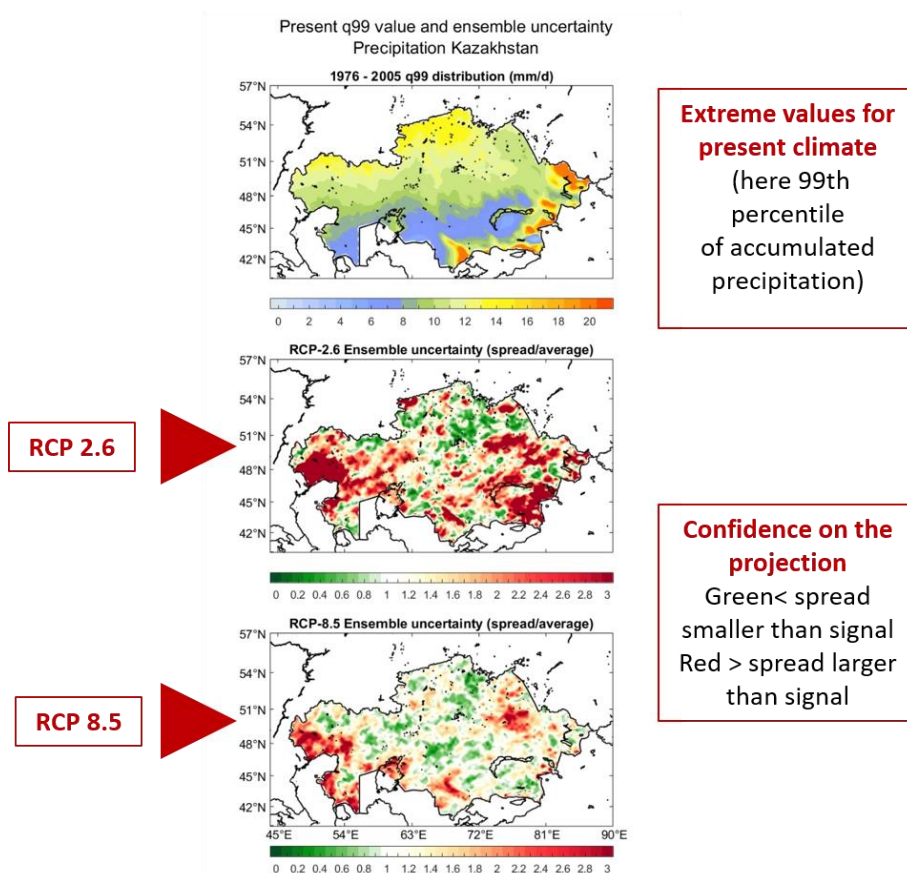 Present q99 value and ensemble uncertainty
Precipitation Kazakhstan
1976 - 2005 q99 distribution (mm/d)
57°N
54°N
51°N
48°N
45°N
42°N
0 2 4 6 8 10 12 14 16 18 20
Extreme values for
present climate
(here 99th
percentile
of accumulated
precipitation)
RCP 2.6
RCP-2.6 Ensemble uncertainty (spread/average)
57°N
54°N
51°N
48°N
45°N
42°N
0 0.2 0.4 0.6 0.8 1 1.2 1.4 1.6 1.8 2 2.2 2.4 2.6 2.8 3
Confidence on the
projection
Green< spread
smaller than signal
Red > spread larger
than signal
RCP 8.5
RCP-8.5 Ensemble uncertainty (spread/average)
57°N
54°N
51°N
48°N
45°N
42°N
45°E 54°E 63°E 72°E 81°E 90°E
0 0.2 0.4 0.6 0.8 1 1.2 1.4 1.6 1.8 2 2.2 2.4 2.6 2.8 3